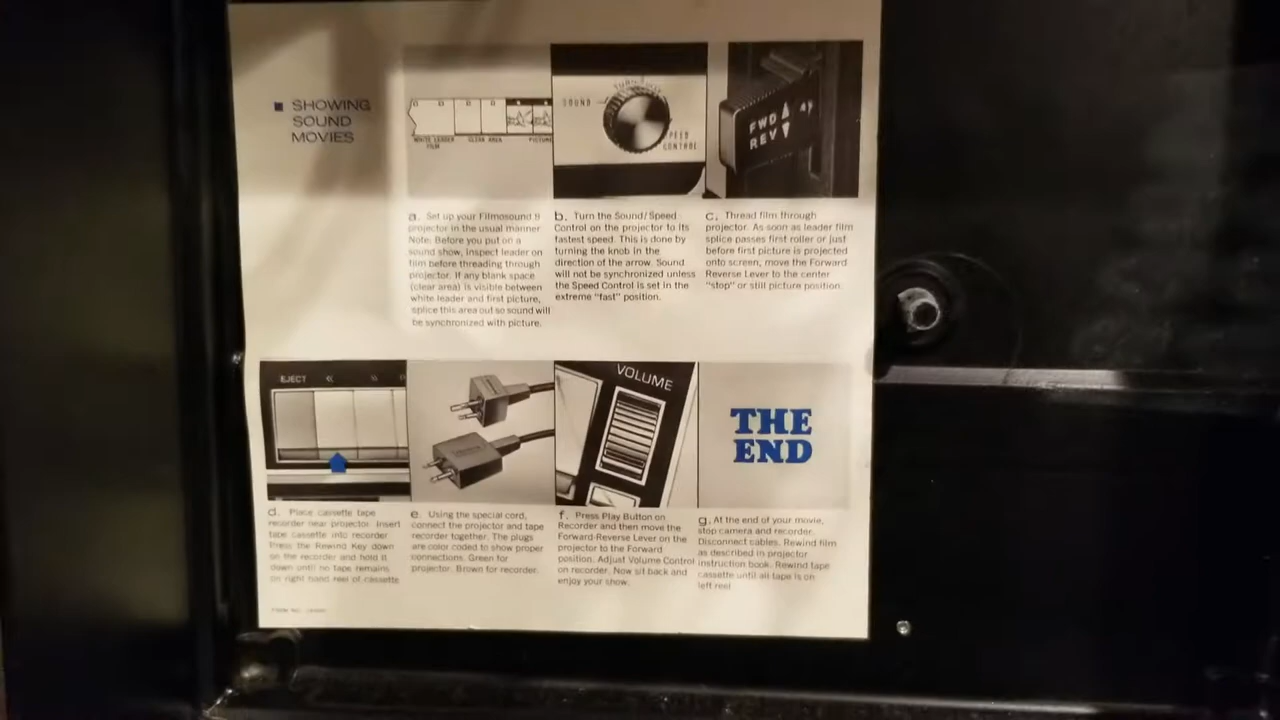 SHOWING
SOUND
MOVIES
WHITE LEADER
FILM
CLEAR AREA
PICTURE
SOUND
TURN
SPEED
CONTROL
FWD
REV
a. Set up your Filmosound 8
projector in the usual manner
Note: Before you put on a
sound show, inspect leader on
film before threading through
projector. If any blank space
(clear area) is visible between
white leader and first picture,
splice this area out so sound will
be synchronized with picture.
b. Turn the Sound/Speed
Control on the projector to its
fastest speed. This is done by
turning the knob in the
direction of the arrow. Sound
will not be synchronized unless
the Speed Control is set in the
extreme "fast" position.
c. Thread film through
projector. As soon as leader film
splice passes first roller or just
before first picture is projected
onto screen, move the Forward
Reverse Lever to the center
"stop" or still picture position.
EJECT
VOLUME
THE
END
d. Place cassette tape
recorder near projector. Insert
tape cassette into recorder
Press the Rewind Key down
on the recorder and hold it
down until no tape remains
on right hand reel of cassette
e. Using the special cord,
connect the projector and tape
recorder together. The plugs
are color coded to show proper
connections. Green for
projector. Brown for recorder.
f. Press Play Button on
Recorder and then move the
Forward-Reverse Lever on the
projector to the Forward
position. Adjust Volume Control
on recorder. Now sit back and
enjoy your show.
g. At the end of your movie,
stop camera and recorder.
Disconnect cables. Rewind film
as described in projector
instruction book. Rewind tape
cassette until all tape is on
left reel